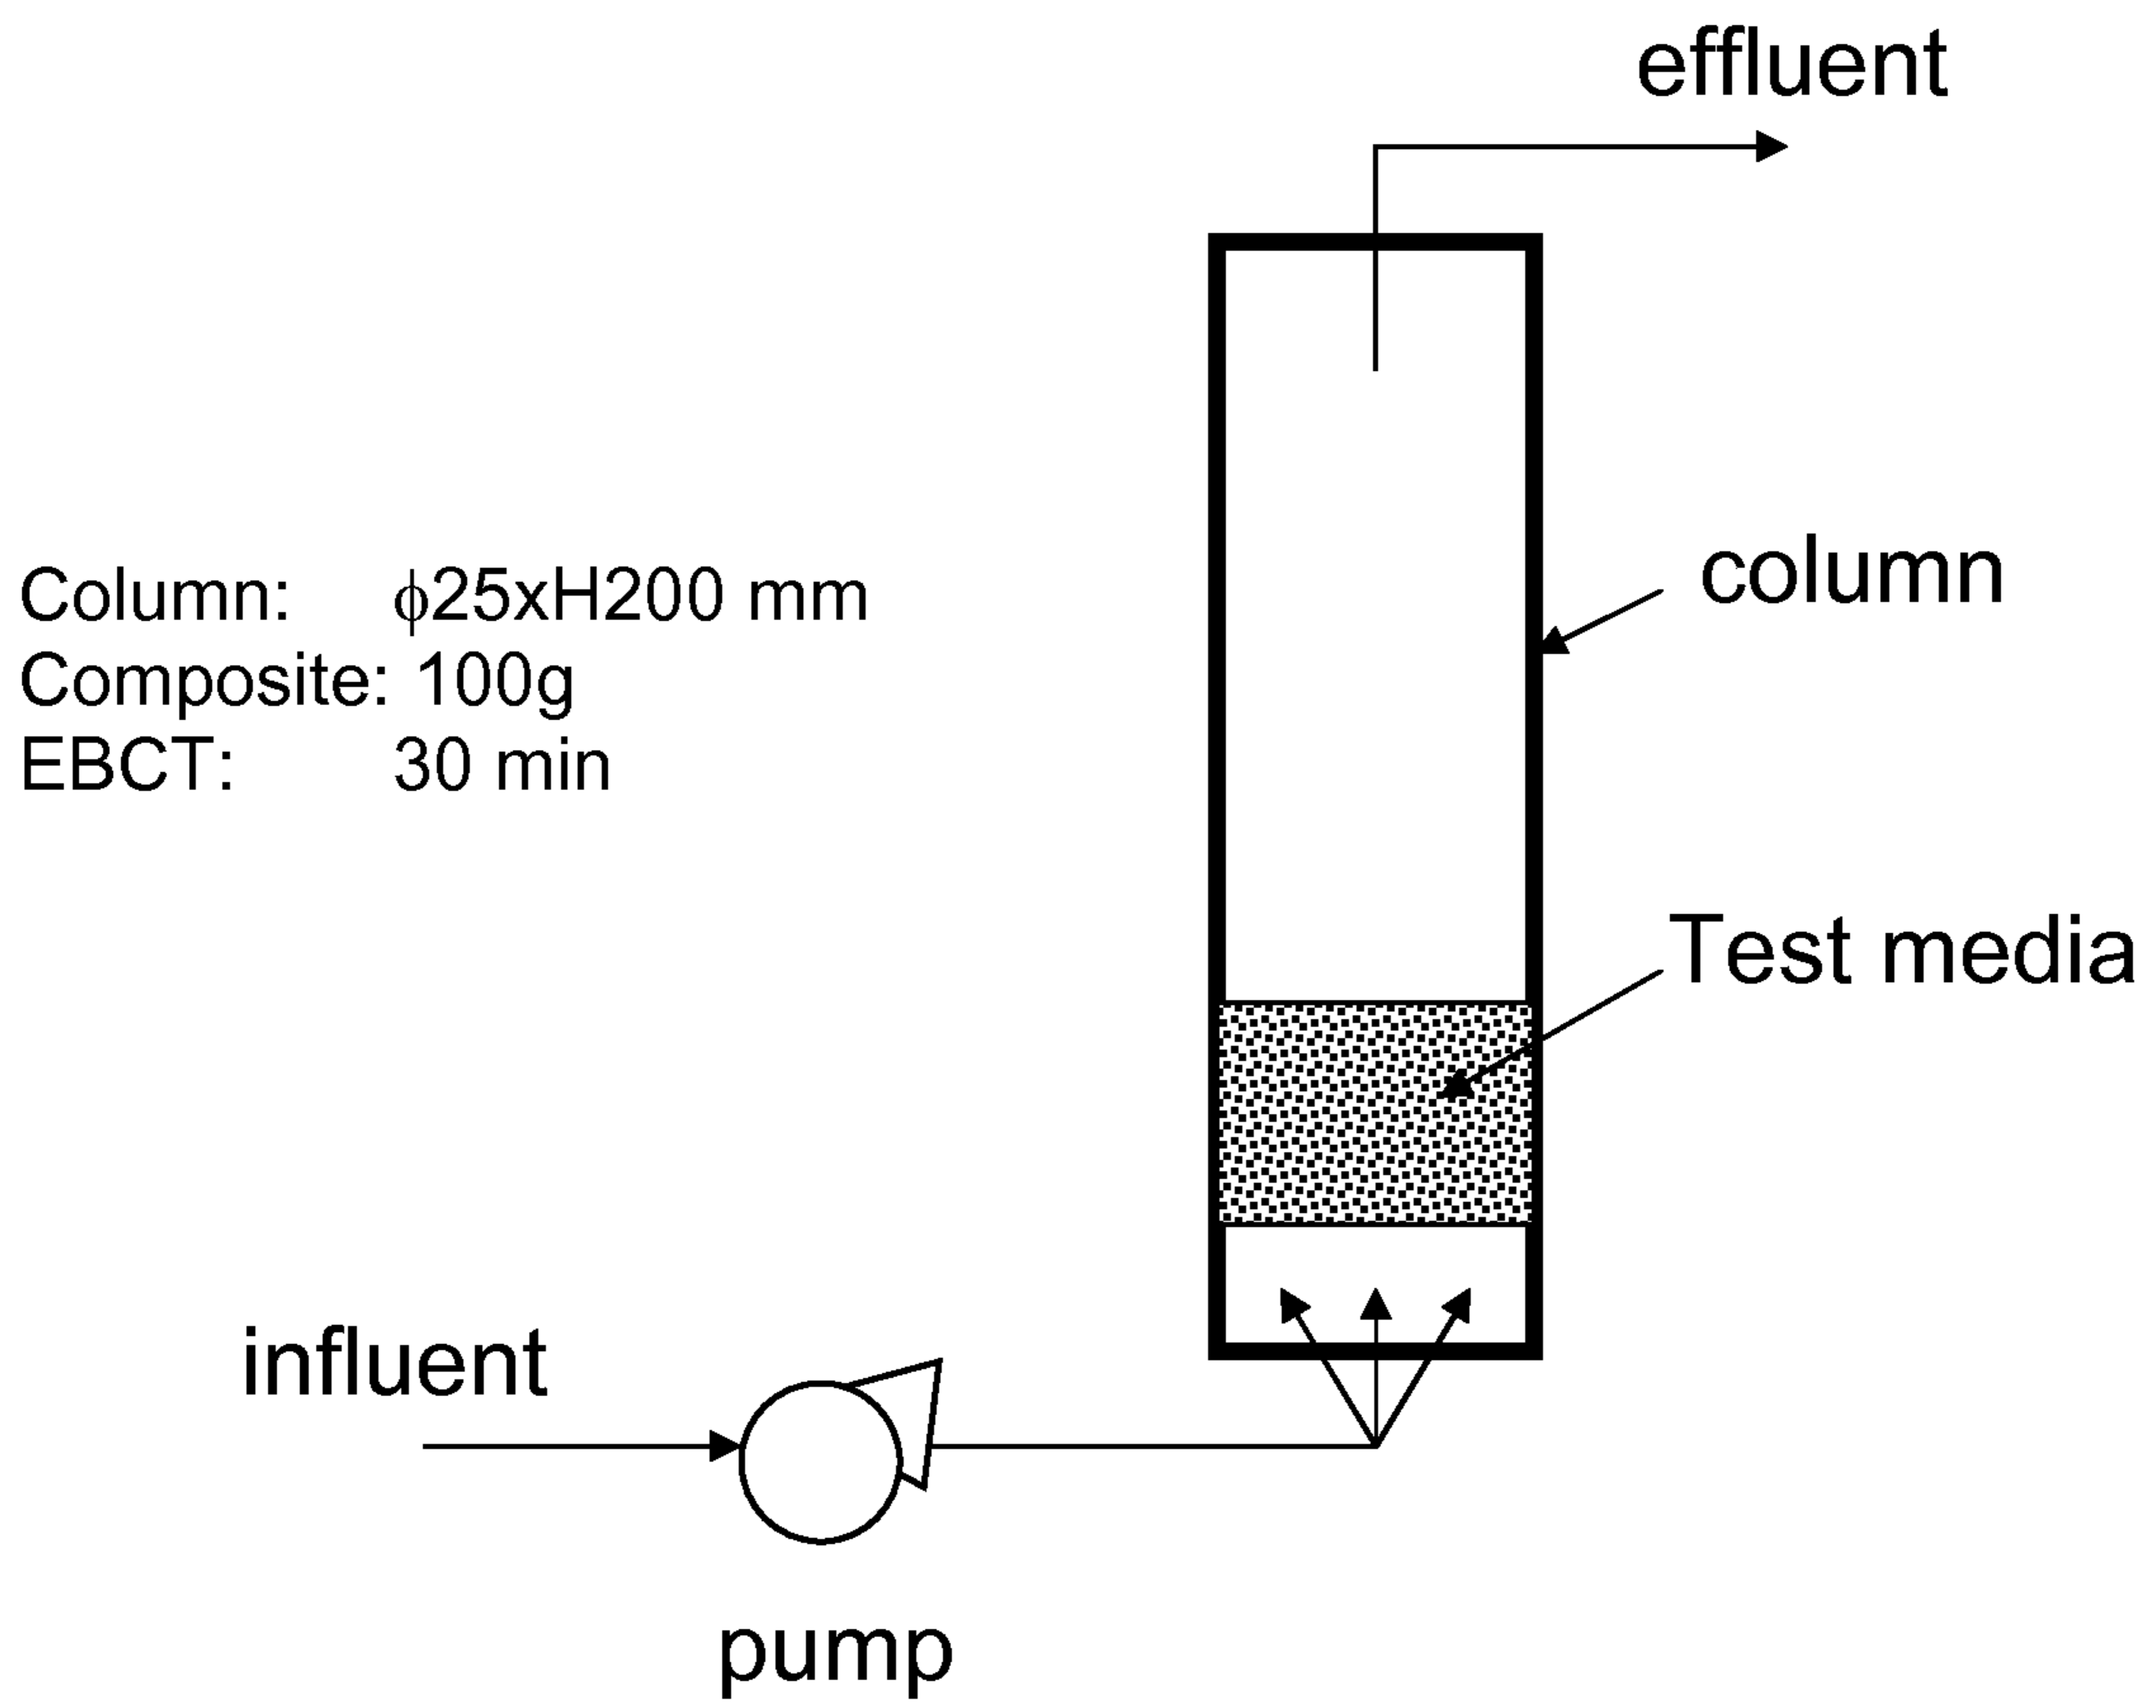 effluent
column
Column: ϕ25xH200 mm
Composite: 100g
EBCT: 30 min
Test media
influent
pump